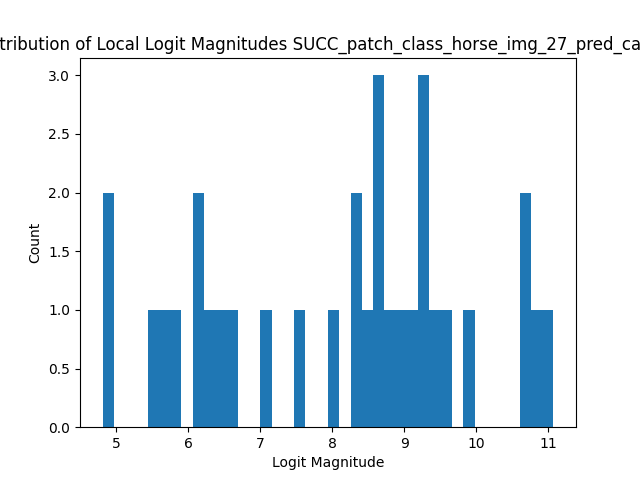 tribution of Local Logit Magnitudes SUCC_patch_class_horse_img_27_pred_ca
3.0
2.5
2.0
1.5
1.0
0.5
0.0
Count
5 6 7 8 9 10 11
Logit Magnitude